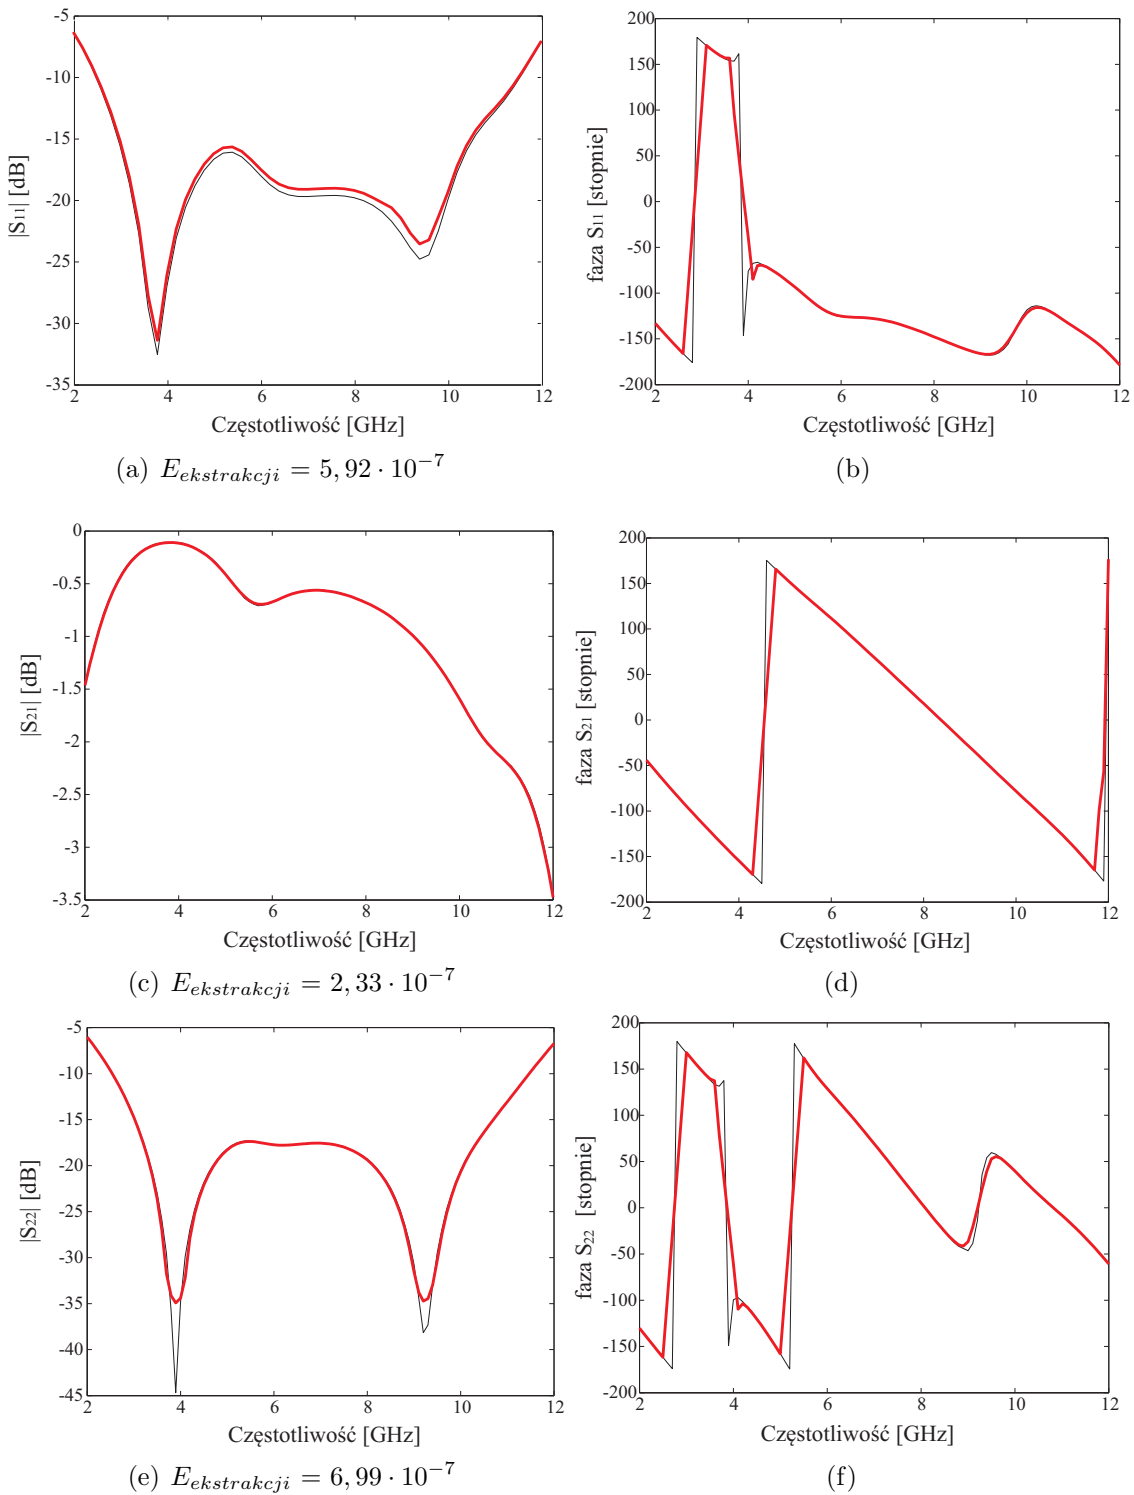 -5
-10
-15
-20
-25
-30
-35
2 4 6 8 10 12
|S11| [dB]
Częstotliwość [GHz]
(a) E_ekstrakcji = 5,92 · 10^-7
200
150
100
50
0
-50
-100
-150
-200
2 4 6 8 10 12
faza S11 [stopnie]
Częstotliwość [GHz]
(b)
0
-0.5
-1
-1.5
-2
-2.5
-3
-3.5
2 4 6 8 10 12
|S21| [dB]
Częstotliwość [GHz]
(c) E_ekstrakcji = 2,33 · 10^-7
200
150
100
50
0
-50
-100
-150
-200
2 4 6 8 10 12
faza S21 [stopnie]
Częstotliwość [GHz]
(d)
-5
-10
-15
-20
-25
-30
-35
-40
-45
2 4 6 8 10 12
|S22| [dB]
Częstotliwość [GHz]
(e) E_ekstrakcji = 6,99 · 10^-7
200
150
100
50
0
-50
-100
-150
-200
2 4 6 8 10 12
faza S22 [stopnie]
Częstotliwość [GHz]
(f)